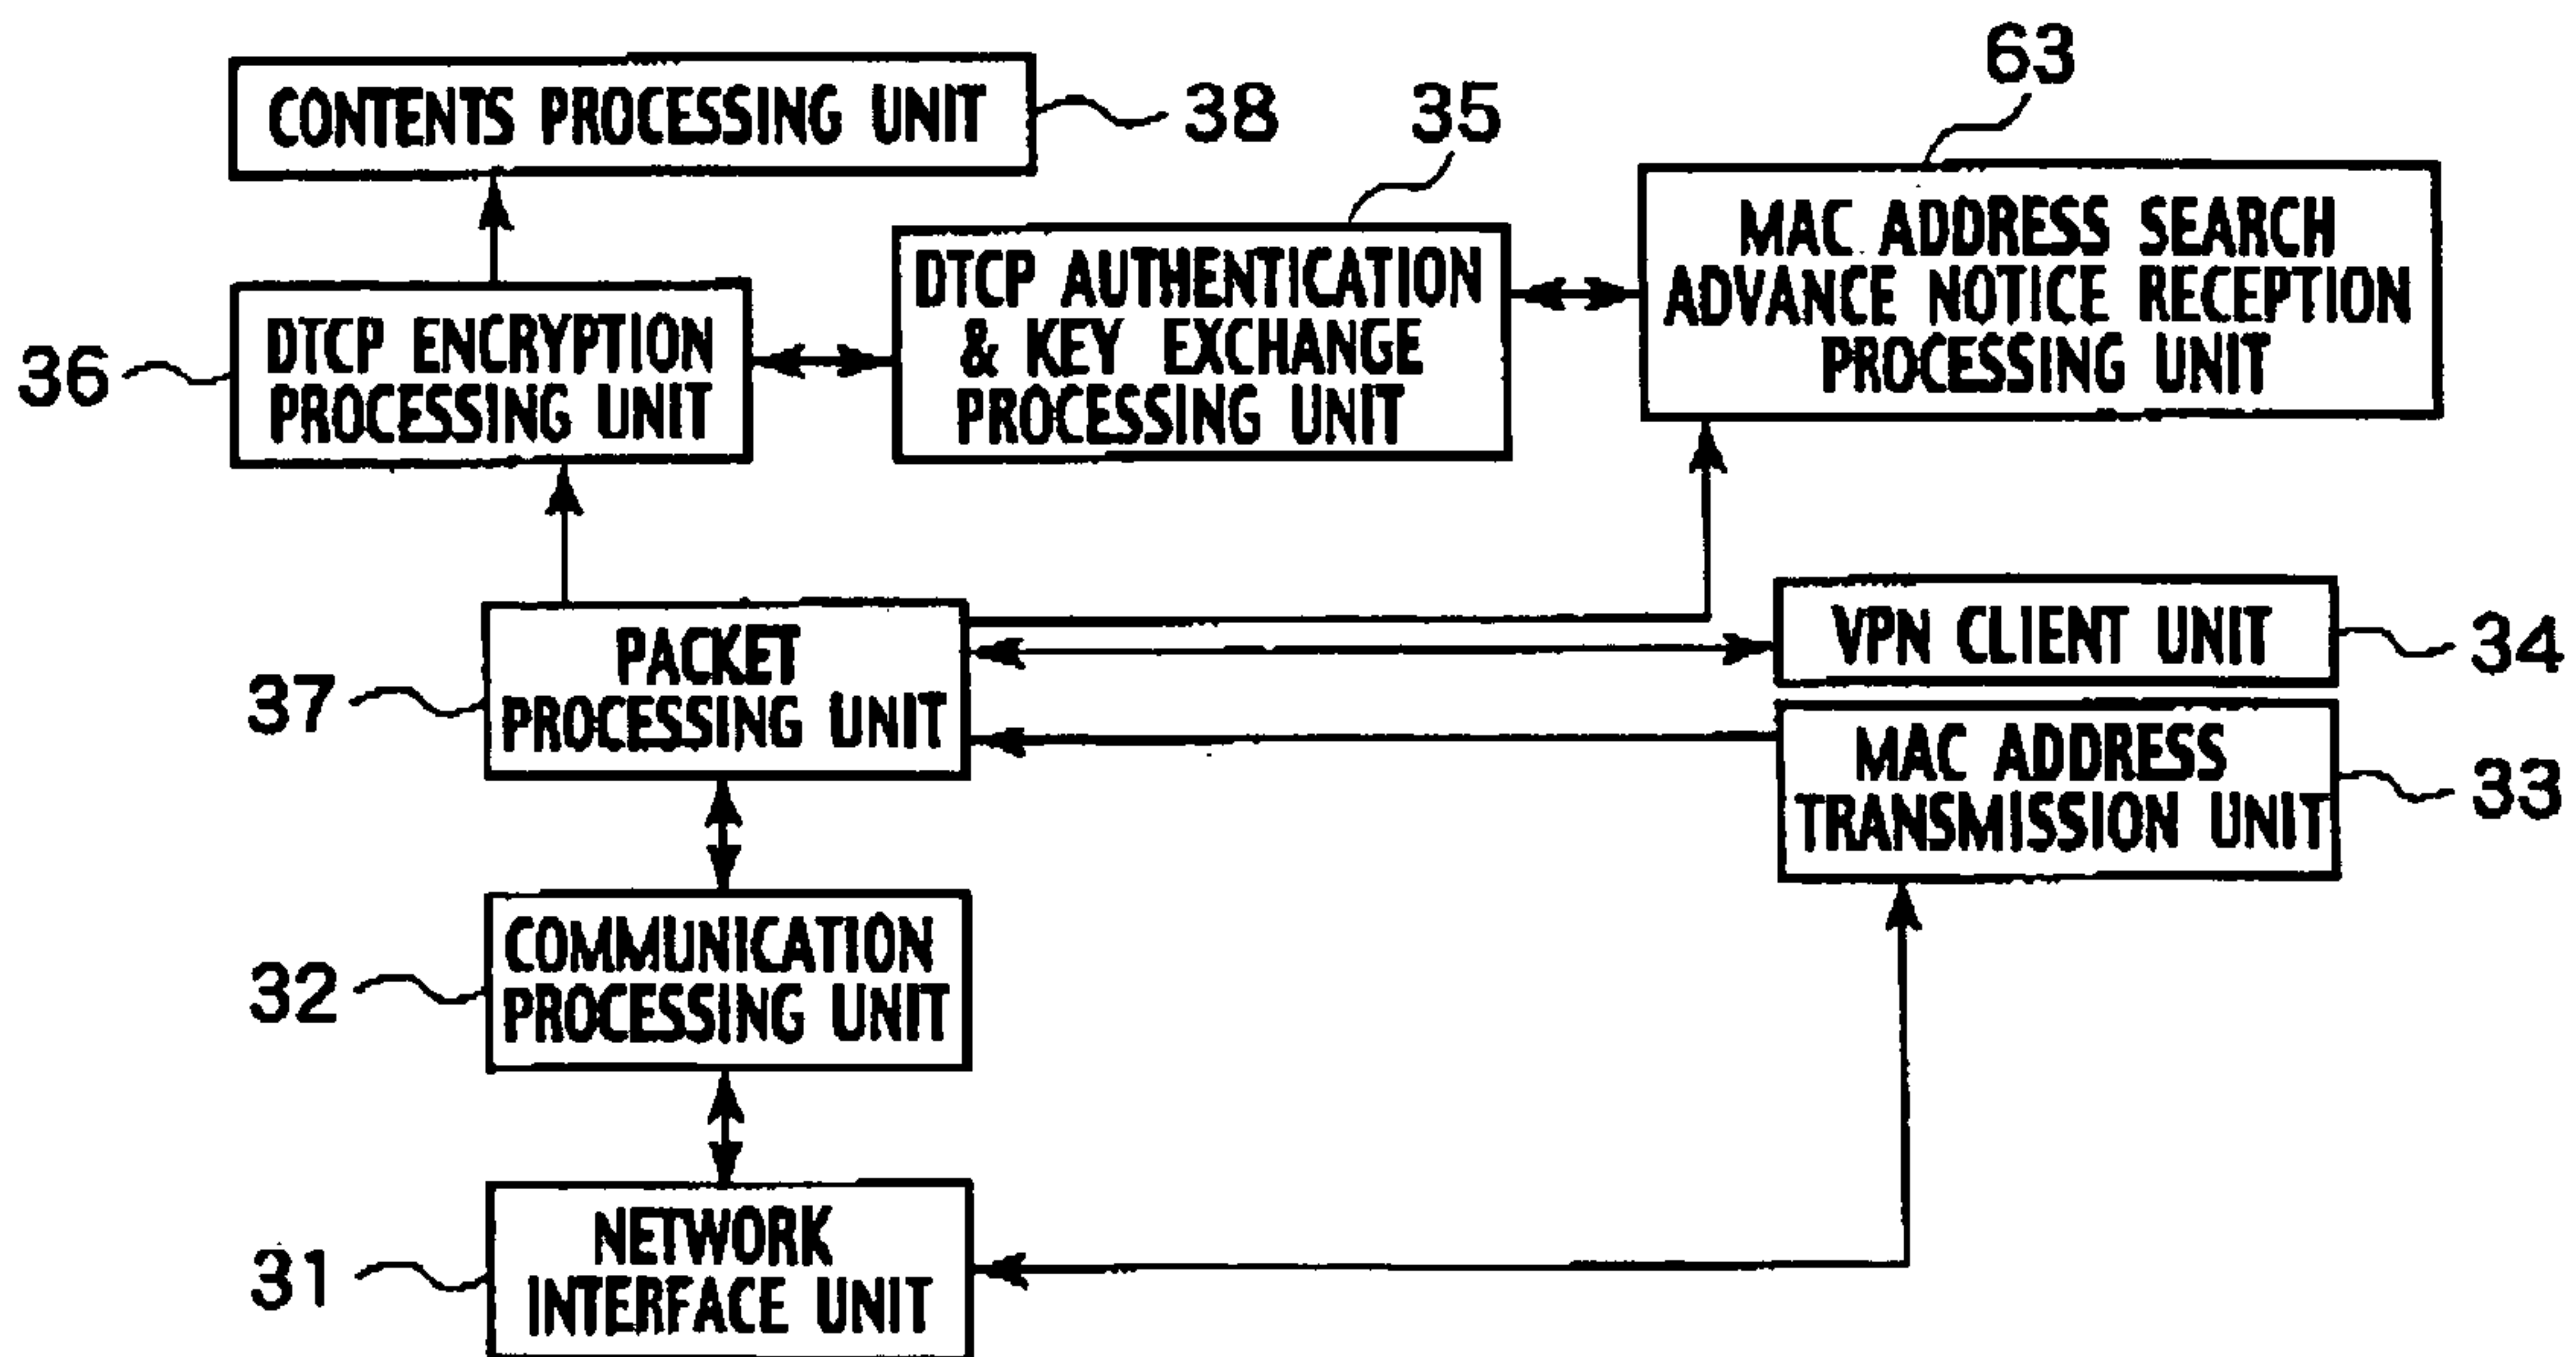 CONTENTS PROCESSING UNIT
38
35
63
36
DTCP ENCRYPTION
PROCESSING UNIT
DTCP AUTHENTICATION
& KEY EXCHANGE
PROCESSING UNIT
MAC ADDRESS SEARCH
ADVANCE NOTICE RECEPTION
PROCESSING UNIT
37
PACKET
PROCESSING UNIT
VPN CLIENT UNIT
34
MAC ADDRESS
TRANSMISSION UNIT
33
32
COMMUNICATION
PROCESSING UNIT
31
NETWORK
INTERFACE UNIT